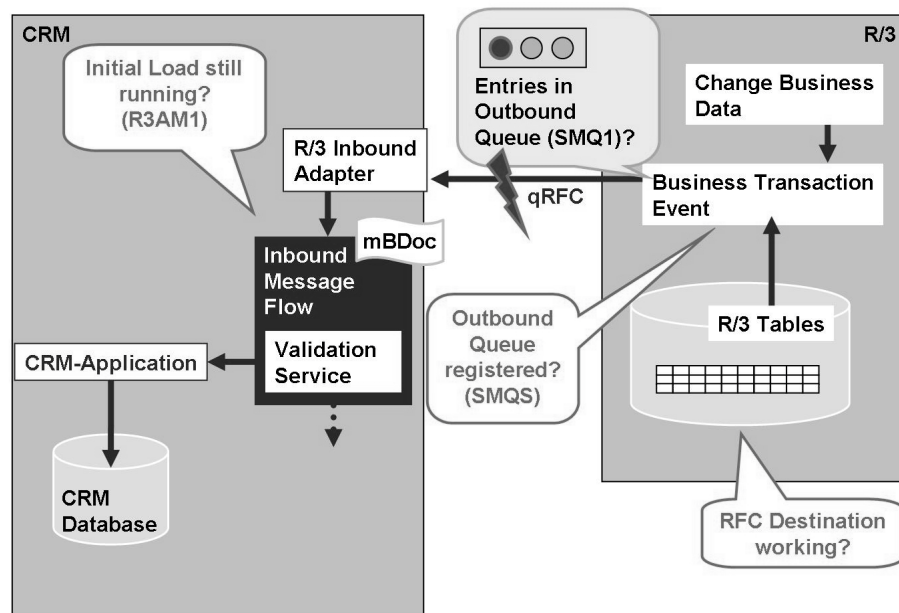 CRM
R/3
Initial Load still
running?
(R3AM1)
Entries in
Outbound
Queue (SMQ1)?
Change Business
Data
R/3 Inbound
Adapter
qRFC
Business Transaction
Event
mBDoc
Inbound
Message
Flow
Validation
Service
Outbound
Queue
registered?
(SMQS)
R/3 Tables
CRM-Application
CRM
Database
RFC Destination
working?